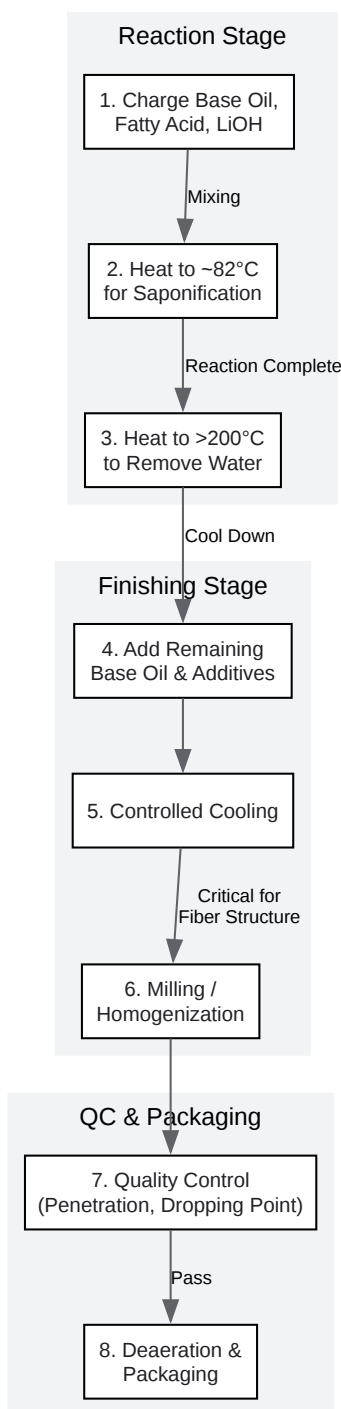 Reaction Stage
1. Charge Base Oil,
Fatty Acid, LiOH
Mixing
2. Heat to ~82°C
for Saponification
Reaction Complete
3. Heat to >200°C
to Remove Water
Cool Down
Finishing Stage
4. Add Remaining
Base Oil & Additives
5. Controlled Cooling
Critical for
Fiber Structure
6. Milling /
Homogenization
QC & Packaging
7. Quality Control
(Penetration, Dropping Point)
Pass
8. Deaeration &
Packaging